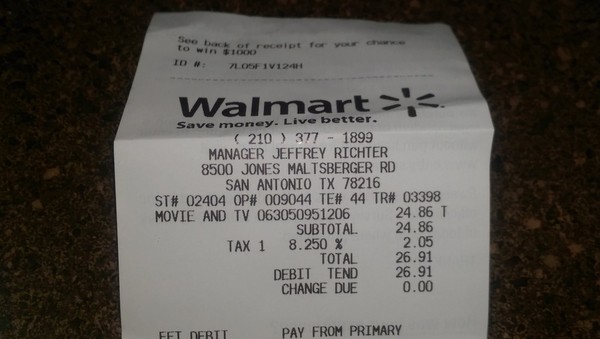 See back of receipt for your chance
to win $1000
ID #: 7LD5F1V124H
Walmart
Save money. Live better.
( 210 ) 377 - 1899
MANAGER JEFFREY RICHTER
8500 JONES MALTSBERGER RD
SAN ANTONIO TX 78216
ST# 02404 OP# 009044 TE# 44 TR# 03398
MOVIE AND TV 063050951206 24.86 T
SUBTOTAL 24.86
TAX 1 8.250 % 2.05
TOTAL 26.91
DEBIT TEND 26.91
CHANGE DUE 0.00
EFT DEBIT PAY FROM PRIMARY